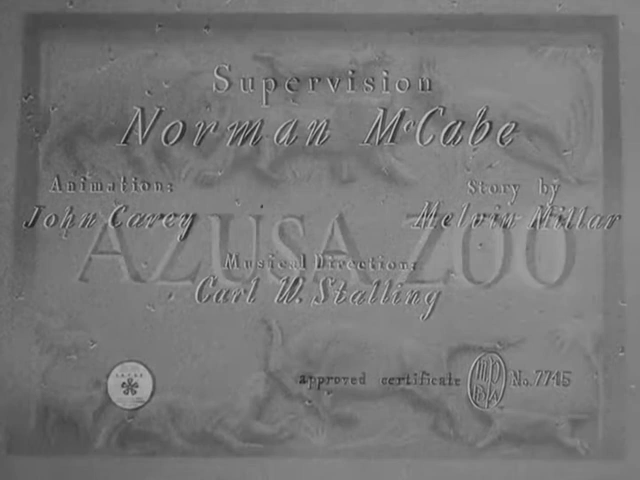 Supervision
Norman McCabe
Animation:
John Carey
Story by
Melvin Millar
AZUSA ZOO
Musical Direction:
Carl W. Stalling
approved certificate No. 7715